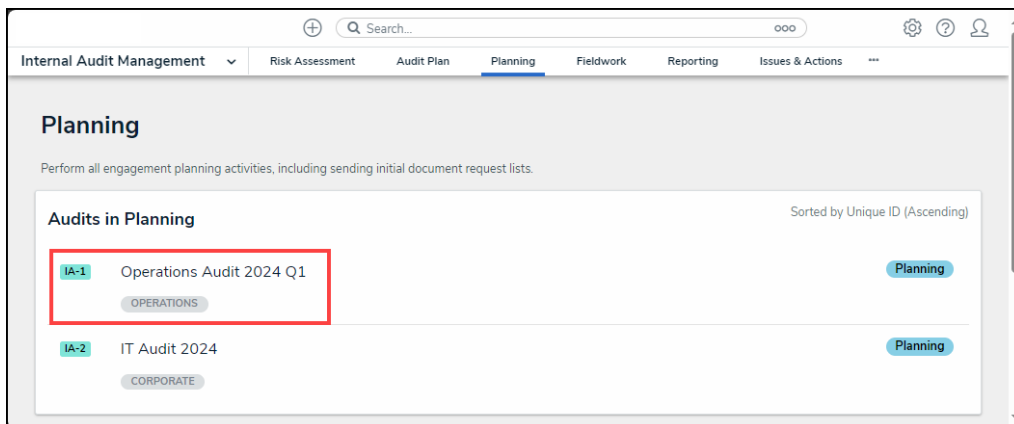 Search...
Internal Audit Management Risk Assessment Audit Plan Planning Fieldwork Reporting Issues & Actions
Planning
Perform all engagement planning activities, including sending initial document request lists.
Audits in Planning Sorted by Unique ID (Ascending)
IA-1 Operations Audit 2024 Q1 Planning
OPERATIONS
IA-2 IT Audit 2024 Planning
CORPORATE